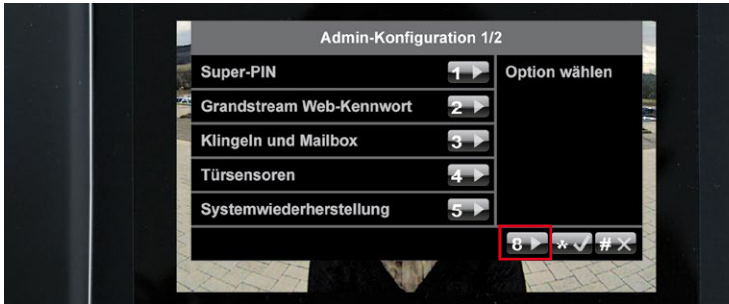 Admin-Konfiguration 1/2
Super-PIN 1
Option wählen
Grandstream Web-Kennwort 2
Klingeln und Mailbox 3
Türsensoren 4
Systemwiederherstellung 5
8 * #